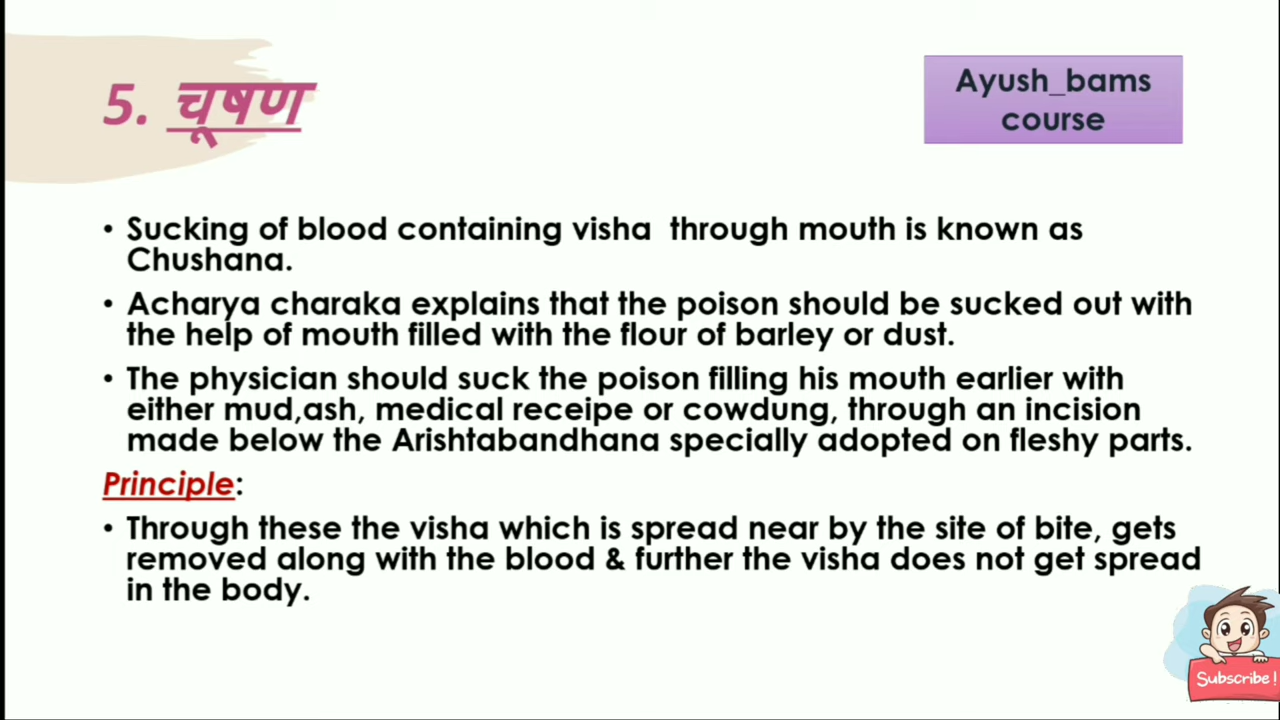 5. चूषण
Ayush_bams
course
• Sucking of blood containing visha through mouth is known as
Chushana.
• Acharya charaka explains that the poison should be sucked out with
the help of mouth filled with the flour of barley or dust.
• The physician should suck the poison filling his mouth earlier with
either mud,ash, medical receipe or cowdung, through an incision
made below the Arishtabandhana specially adopted on fleshy parts.
Principle:
• Through these the visha which is spread near by the site of bite, gets
removed along with the blood & further the visha does not get spread
in the body.
Subscribe!